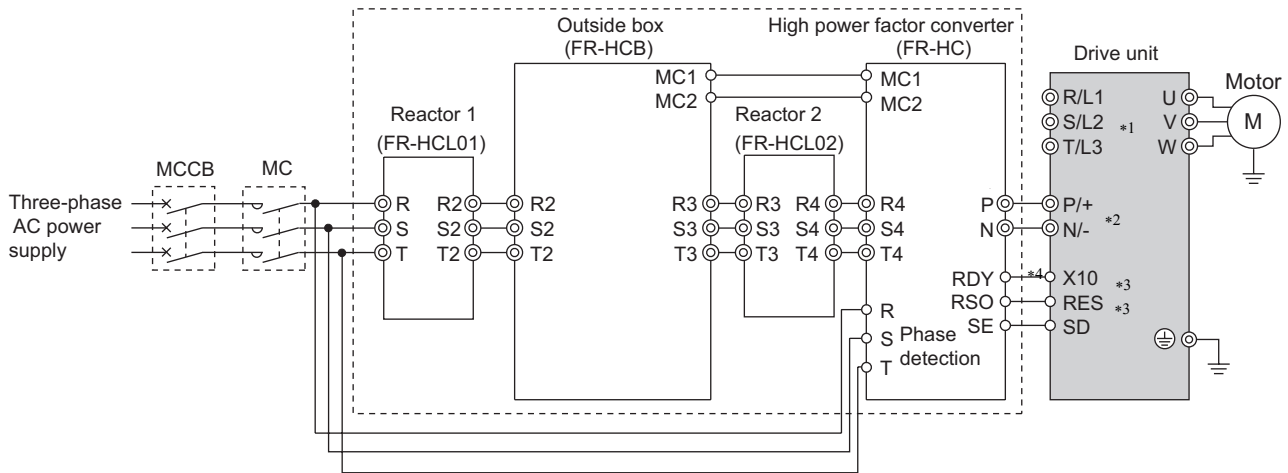 Outside box
(FR-HCB)
High power factor converter
(FR-HC)
Drive unit
Motor
MC1
MC2
MC1
MC2
R/L1
S/L2 *1
T/L3
U
V
W
M
Reactor 1
(FR-HCL01)
Reactor 2
(FR-HCL02)
MCCB
MC
Three-phase
AC power
supply
R R2 R2 R3 R3 R4 R4 P P/+
S S2 S2 S3 S3 S4 S4 N N/- *2
T T2 T2 T3 T3 T4 T4
RDY *4 X10 *3
RSO RES *3
SE SD
R
S Phase
detection
T